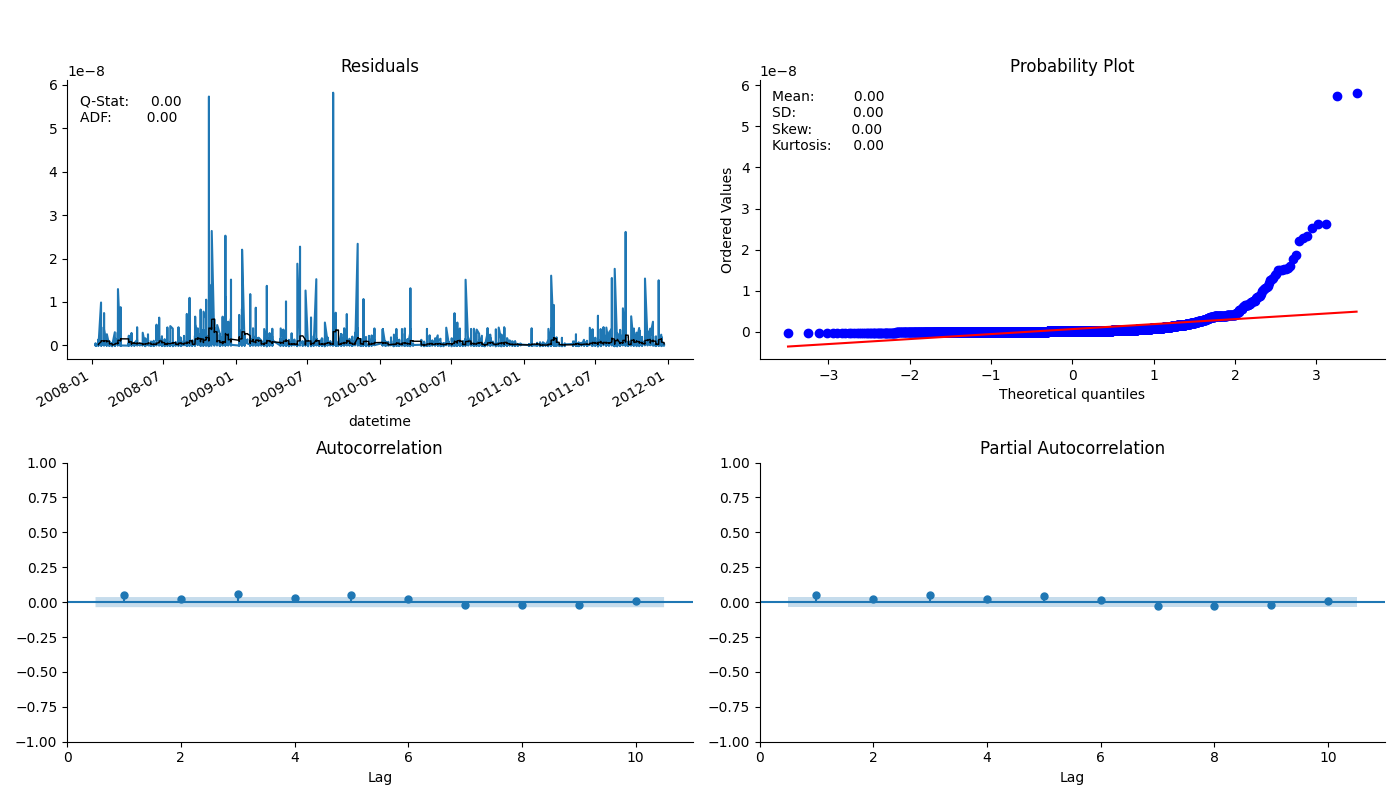 Residuals
1e−8
6
5
4
3
2
1
0
Q-Stat: 0.00
ADF: 0.00
2008-01
2008-07
2009-01
2009-07
2010-01
2010-07
2011-01
2011-07
2012-01
datetime
Probability Plot
1e−8
6
5
4
3
2
1
0
Ordered Values
Mean: 0.00
SD: 0.00
Skew: 0.00
Kurtosis: 0.00
−3 −2 −1 0 1 2 3
Theoretical quantiles
Autocorrelation
1.00
0.75
0.50
0.25
0.00
−0.25
−0.50
−0.75
−1.00
0 2 4 6 8 10
Lag
Partial Autocorrelation
1.00
0.75
0.50
0.25
0.00
−0.25
−0.50
−0.75
−1.00
0 2 4 6 8 10
Lag